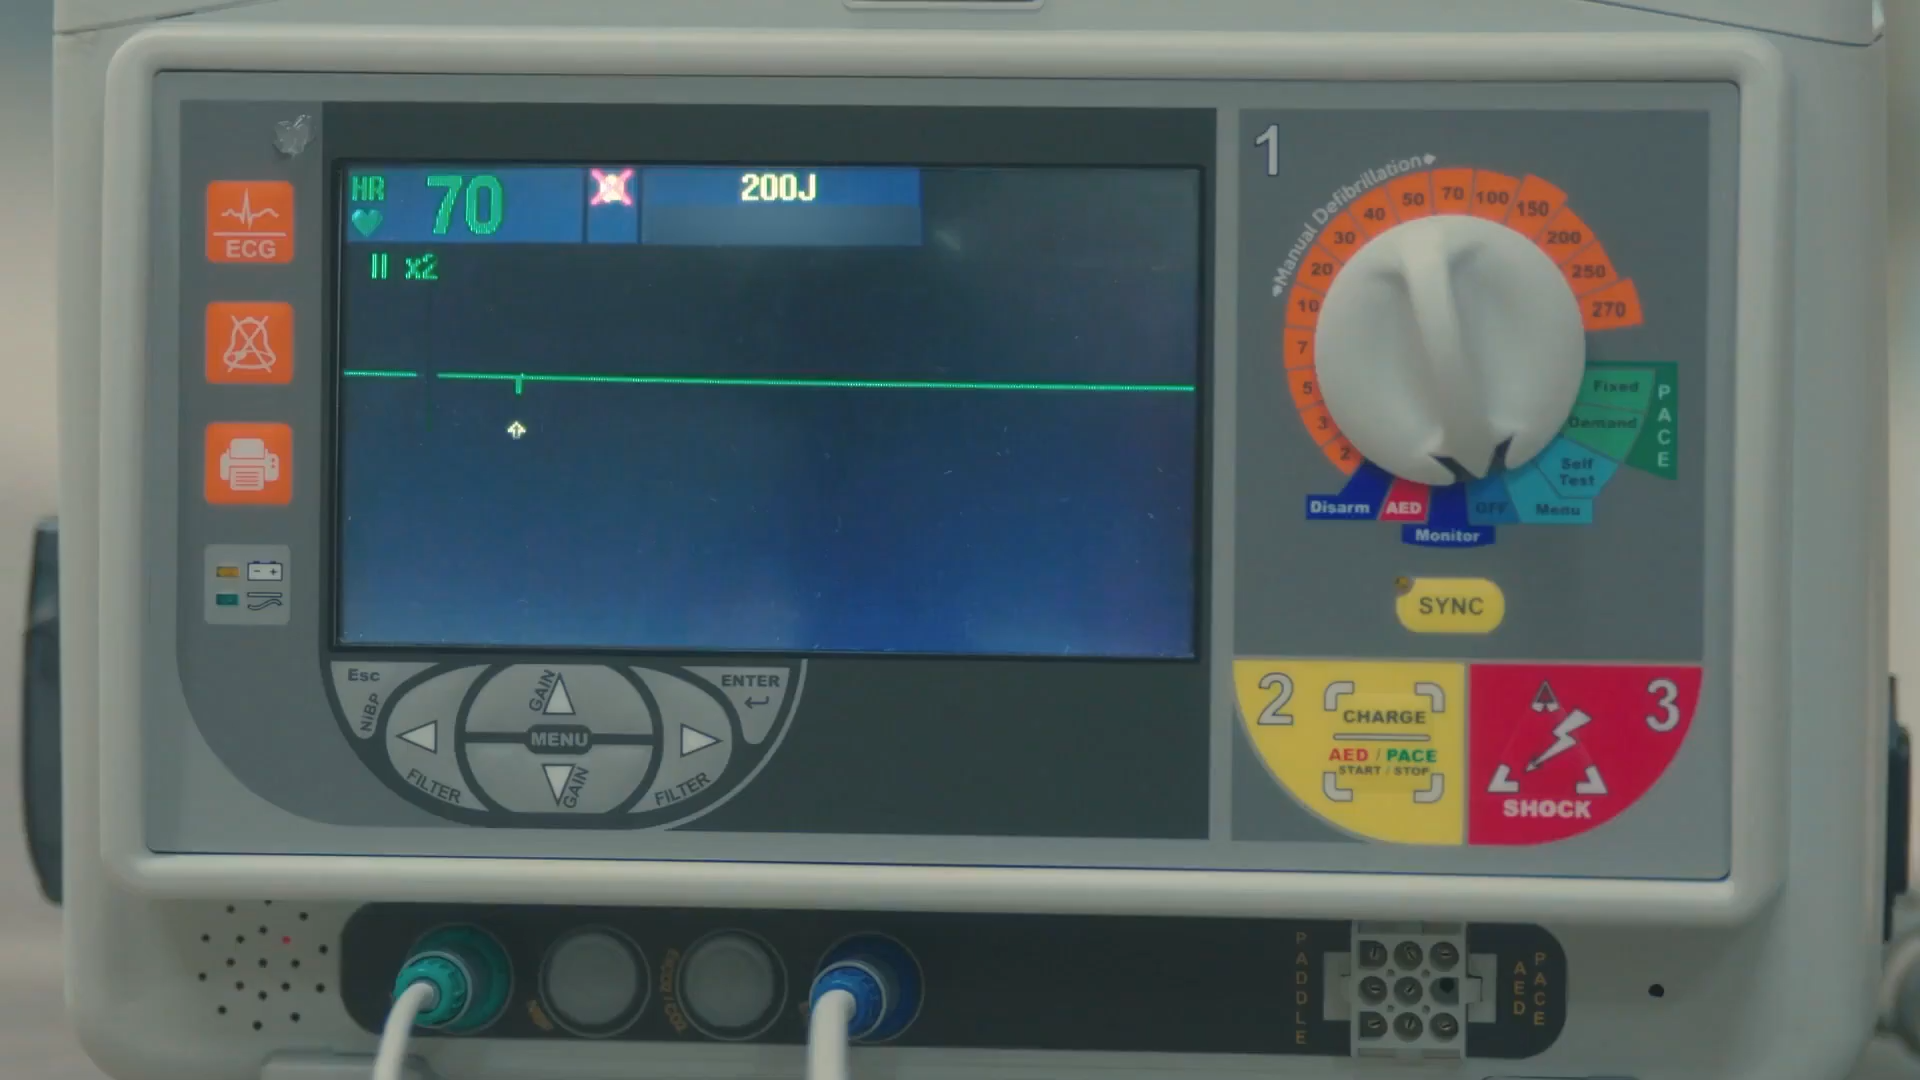 HR 70 200J
II x2
ECG
Esc
NiBP
GAIN
MENU
GAIN
FILTER
FILTER
ENTER
1
Manual Defibrillation
2 3 5 7 10 20 30 40 50 70 100 150 200 250 270
Fixed
Demand
PACE
Self
Test
Menu
OFF
Monitor
AED
Disarm
SYNC
2
CHARGE
AED / PACE
START / STOP
3
SHOCK
PADDLE
AED
PACE